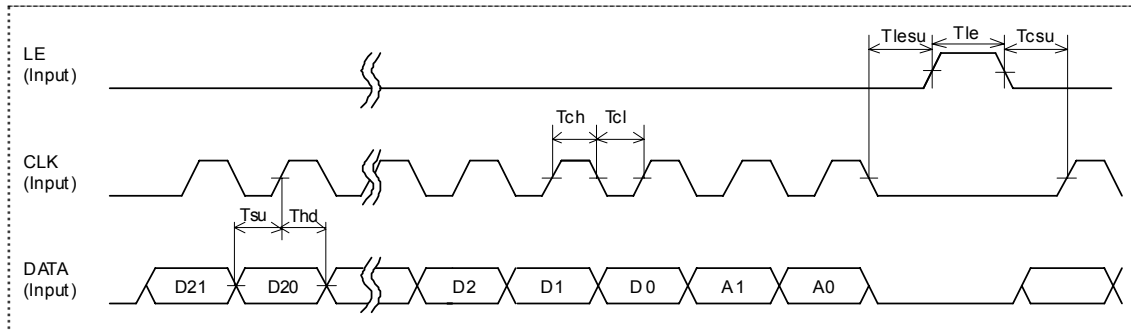 Tlesu Tle Tcsu
LE
(Input)
Tch Tcl
CLK
(Input)
Tsu Thd
DATA
(Input)
D21 D20 D2 D1 D0 A1 A0